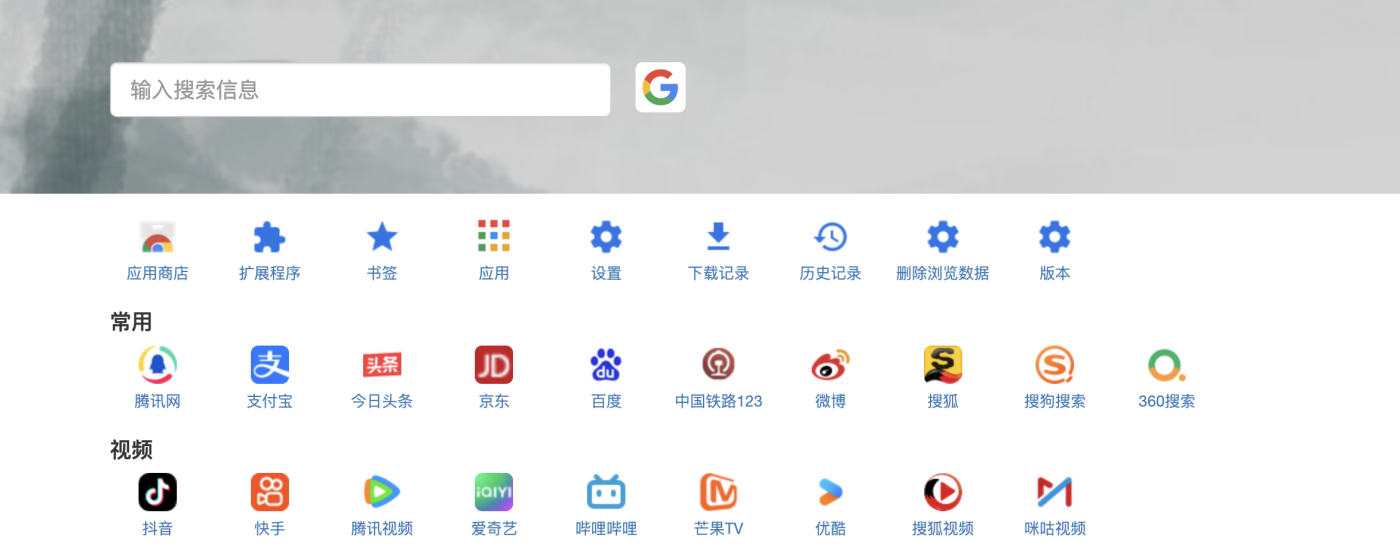 输入搜索信息
应用商店 扩展程序 书签 应用 设置 下载记录 历史记录 删除浏览数据 版本
常用
支 头条 JD du S S
腾讯网 支付宝 今日头条 京东 百度 中国铁路123 微博 搜狐 搜狗搜索 360搜索
视频
iQIYI
抖音 快手 腾讯视频 爱奇艺 哔哩哔哩 芒果TV 优酷 搜狐视频 咪咕视频